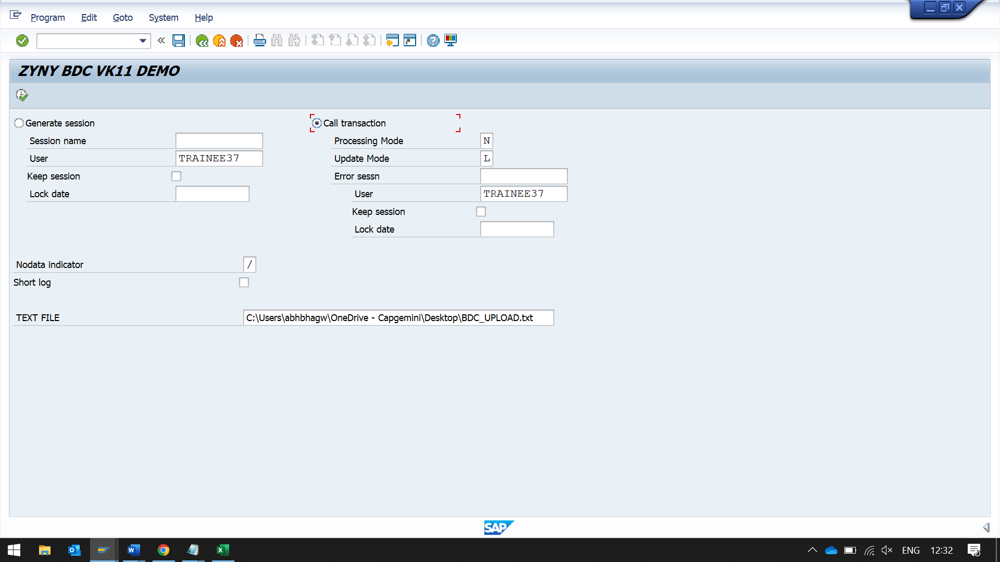 Program Edit Goto System Help
ZYNY BDC VK11 DEMO
Generate session
Call transaction
Session name
Processing Mode N
User TRAINEE37
Update Mode L
Keep session
Error sessn
Lock date
User TRAINEE37
Keep session
Lock date
Nodata indicator /
Short log
TEXT FILE C:\Users\abhbhagw\OneDrive - Capgemini\Desktop\BDC_UPLOAD.txt
SAP
ENG 12:32